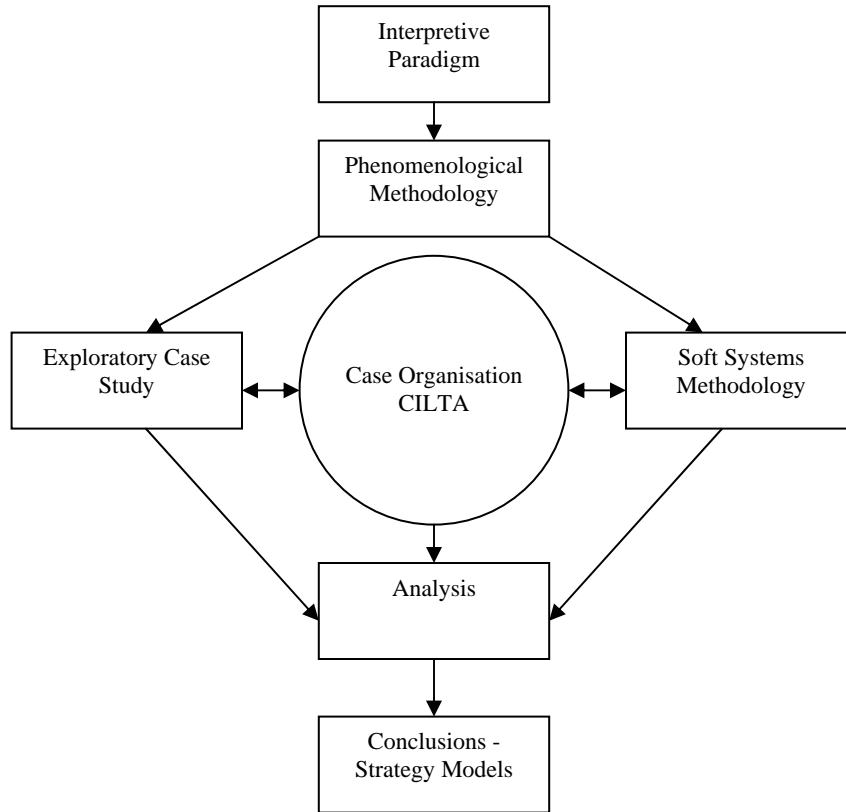 Interpretive
Paradigm
Phenomenological
Methodology
Exploratory Case
Study
Case Organisation
CILTA
Soft Systems
Methodology
Analysis
Conclusions -
Strategy Models